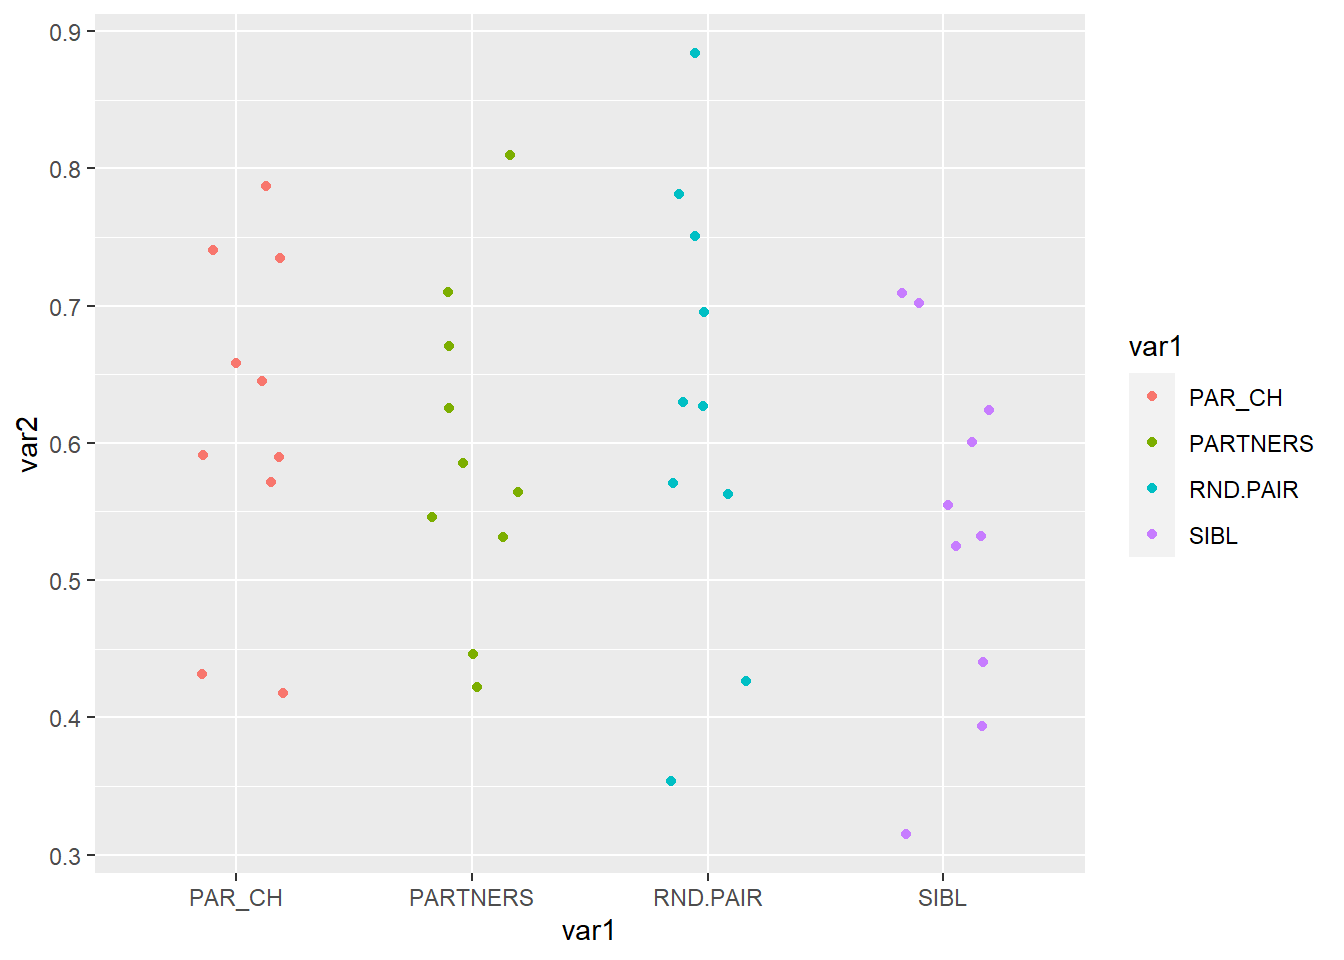 0.9
0.8
0.7
0.6
0.5
0.4
0.3
var2
PAR_CH PARTNERS RND.PAIR SIBL
var1
var1
PAR_CH
PARTNERS
RND.PAIR
SIBL